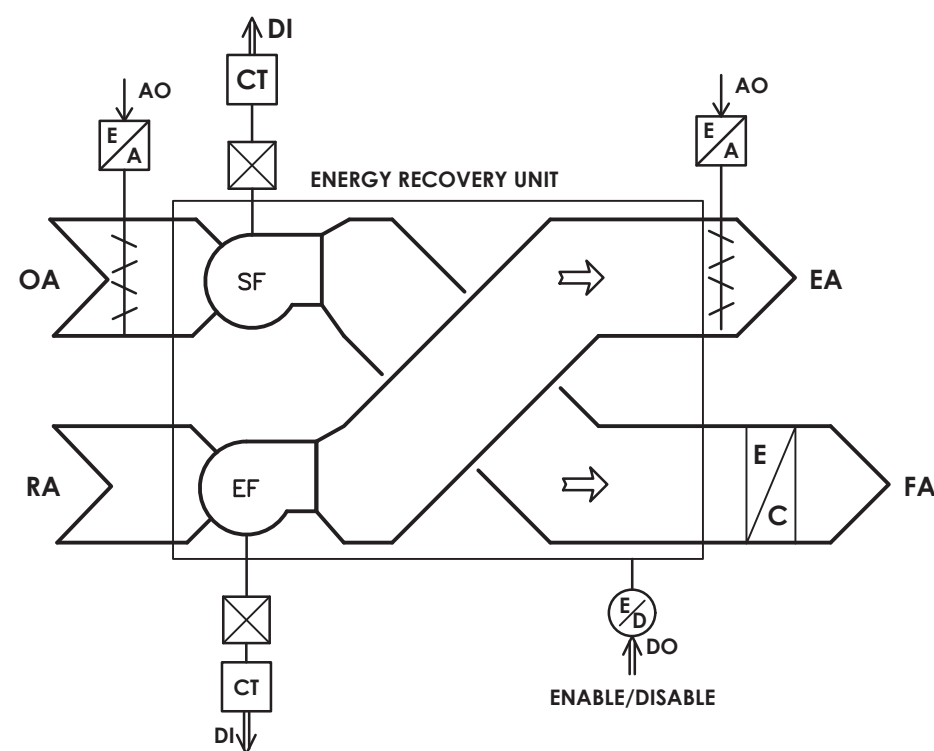 DI
CT
AO
E
A
AO
E
A
ENERGY RECOVERY UNIT
OA
SF
EA
RA
EF
E
C
FA
E
D
DO
ENABLE/DISABLE
CT
DI